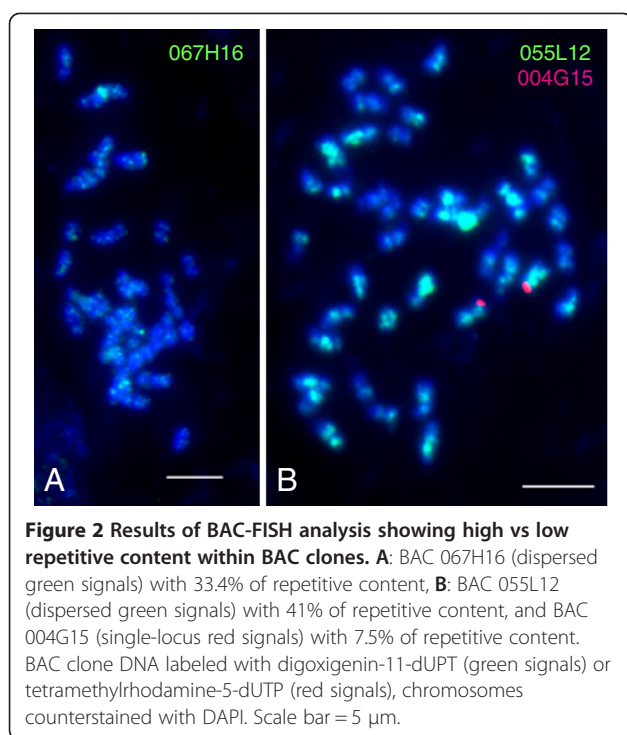 067H16
055L12
004G15
A
B
Figure 2 Results of BAC-FISH analysis showing high vs low
repetitive content within BAC clones. A: BAC 067H16 (dispersed
green signals) with 33.4% of repetitive content, B: BAC 055L12
(dispersed green signals) with 41% of repetitive content, and BAC
004G15 (single-locus red signals) with 7.5% of repetitive content.
BAC clone DNA labeled with digoxigenin-11-dUPT (green signals) or
tetramethylrhodamine-5-dUTP (red signals), chromosomes
counterstained with DAPI. Scale bar = 5 μm.